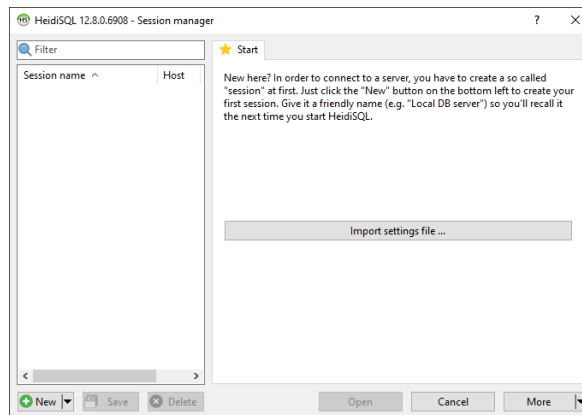 HeidiSQL 12.8.0.6908 - Session manager
?
Filter
Start
Session name
Host
New here? In order to connect to a server, you have to create a so called
"session" at first. Just click the "New" button on the bottom left to create your
first session. Give it a friendly name (e.g. "Local DB server") so you'll recall it
the next time you start HeidiSQL.
Import settings file ...
New
Save
Delete
Open
Cancel
More